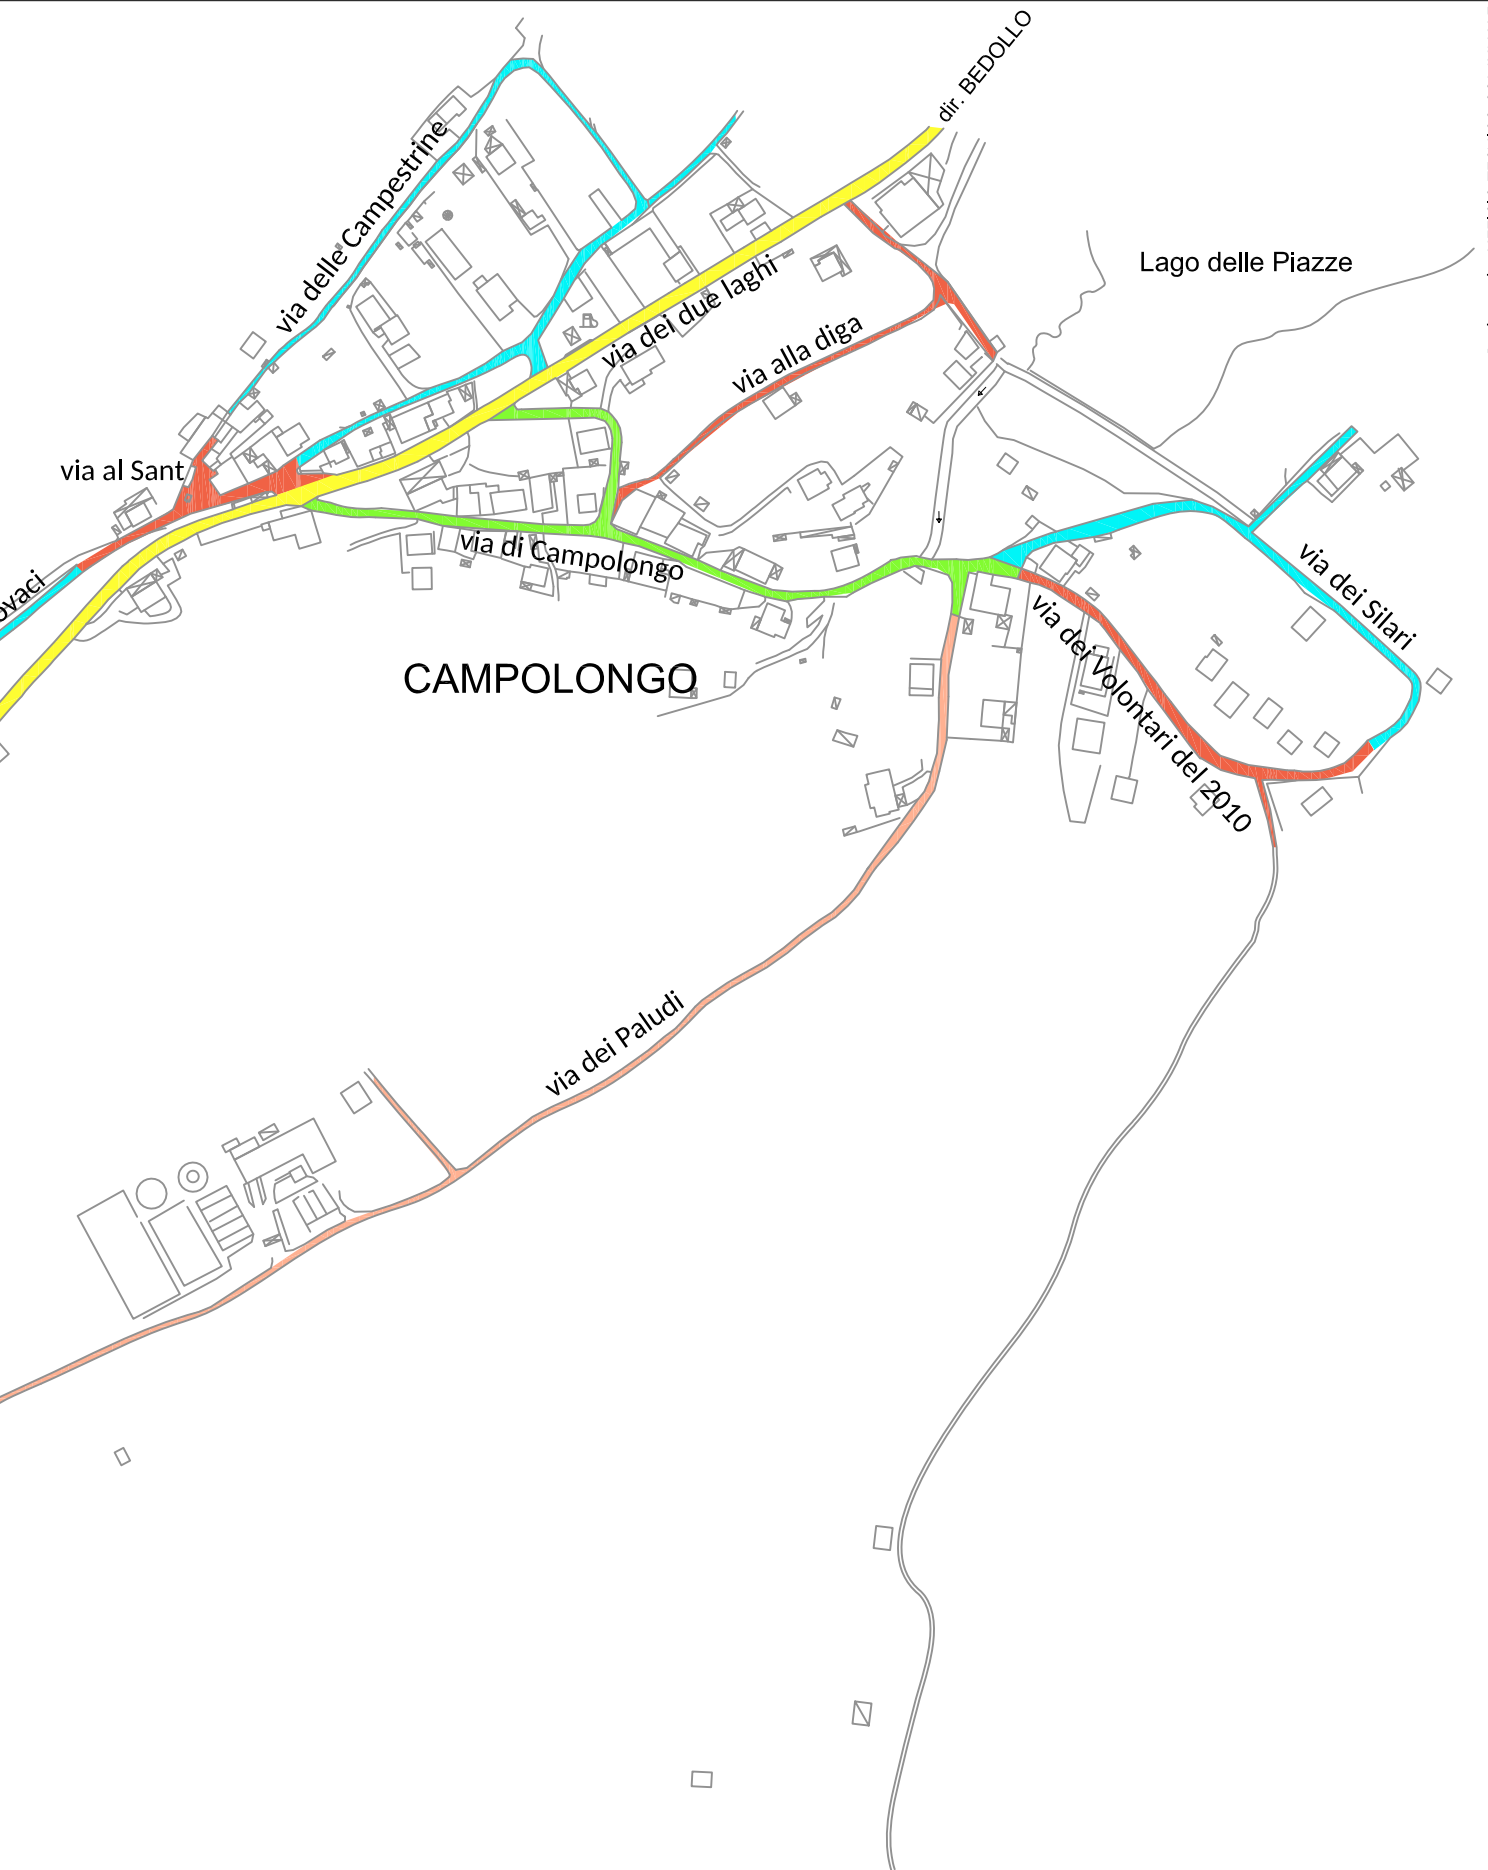 dir. BEDOLLO
via delle Campestrine
Lago delle Piazze
via dei due laghi
via alla diga
via al Sant
via di Campolongo
via dei Silari
ovaci
via dei Volontari del 2010
CAMPOLONGO
via dei Paludi